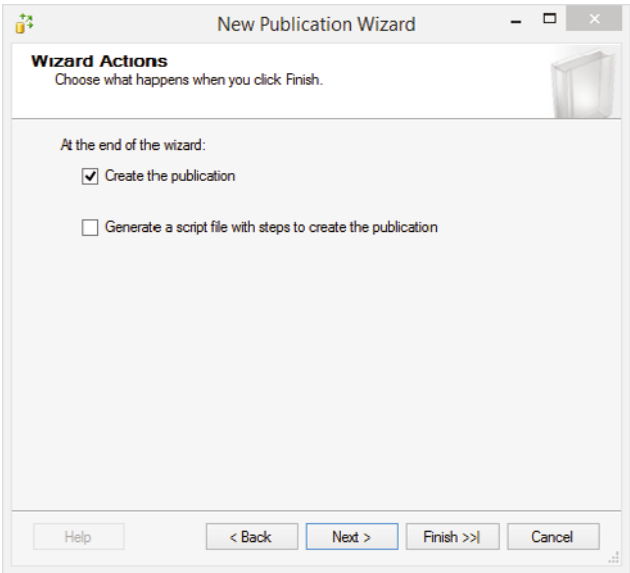 New Publication Wizard
Wizard Actions
Choose what happens when you click Finish.
At the end of the wizard:
Create the publication
Generate a script file with steps to create the publication
Help
< Back
Next >
Finish >>|
Cancel